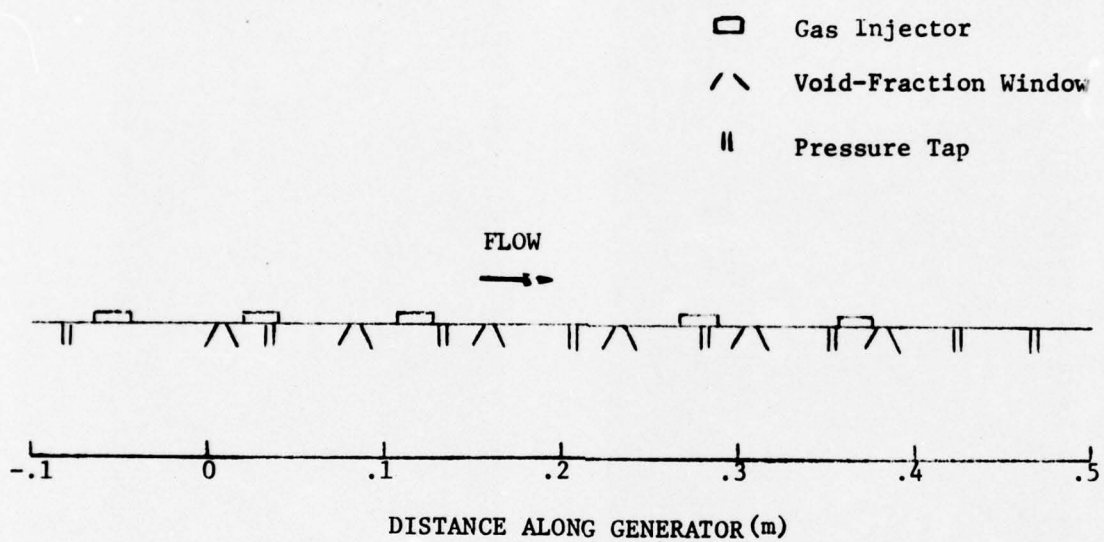 Gas Injector
Void-Fraction Window
Pressure Tap
FLOW
-.1 0 .1 .2 .3 .4 .5
DISTANCE ALONG GENERATOR (m)